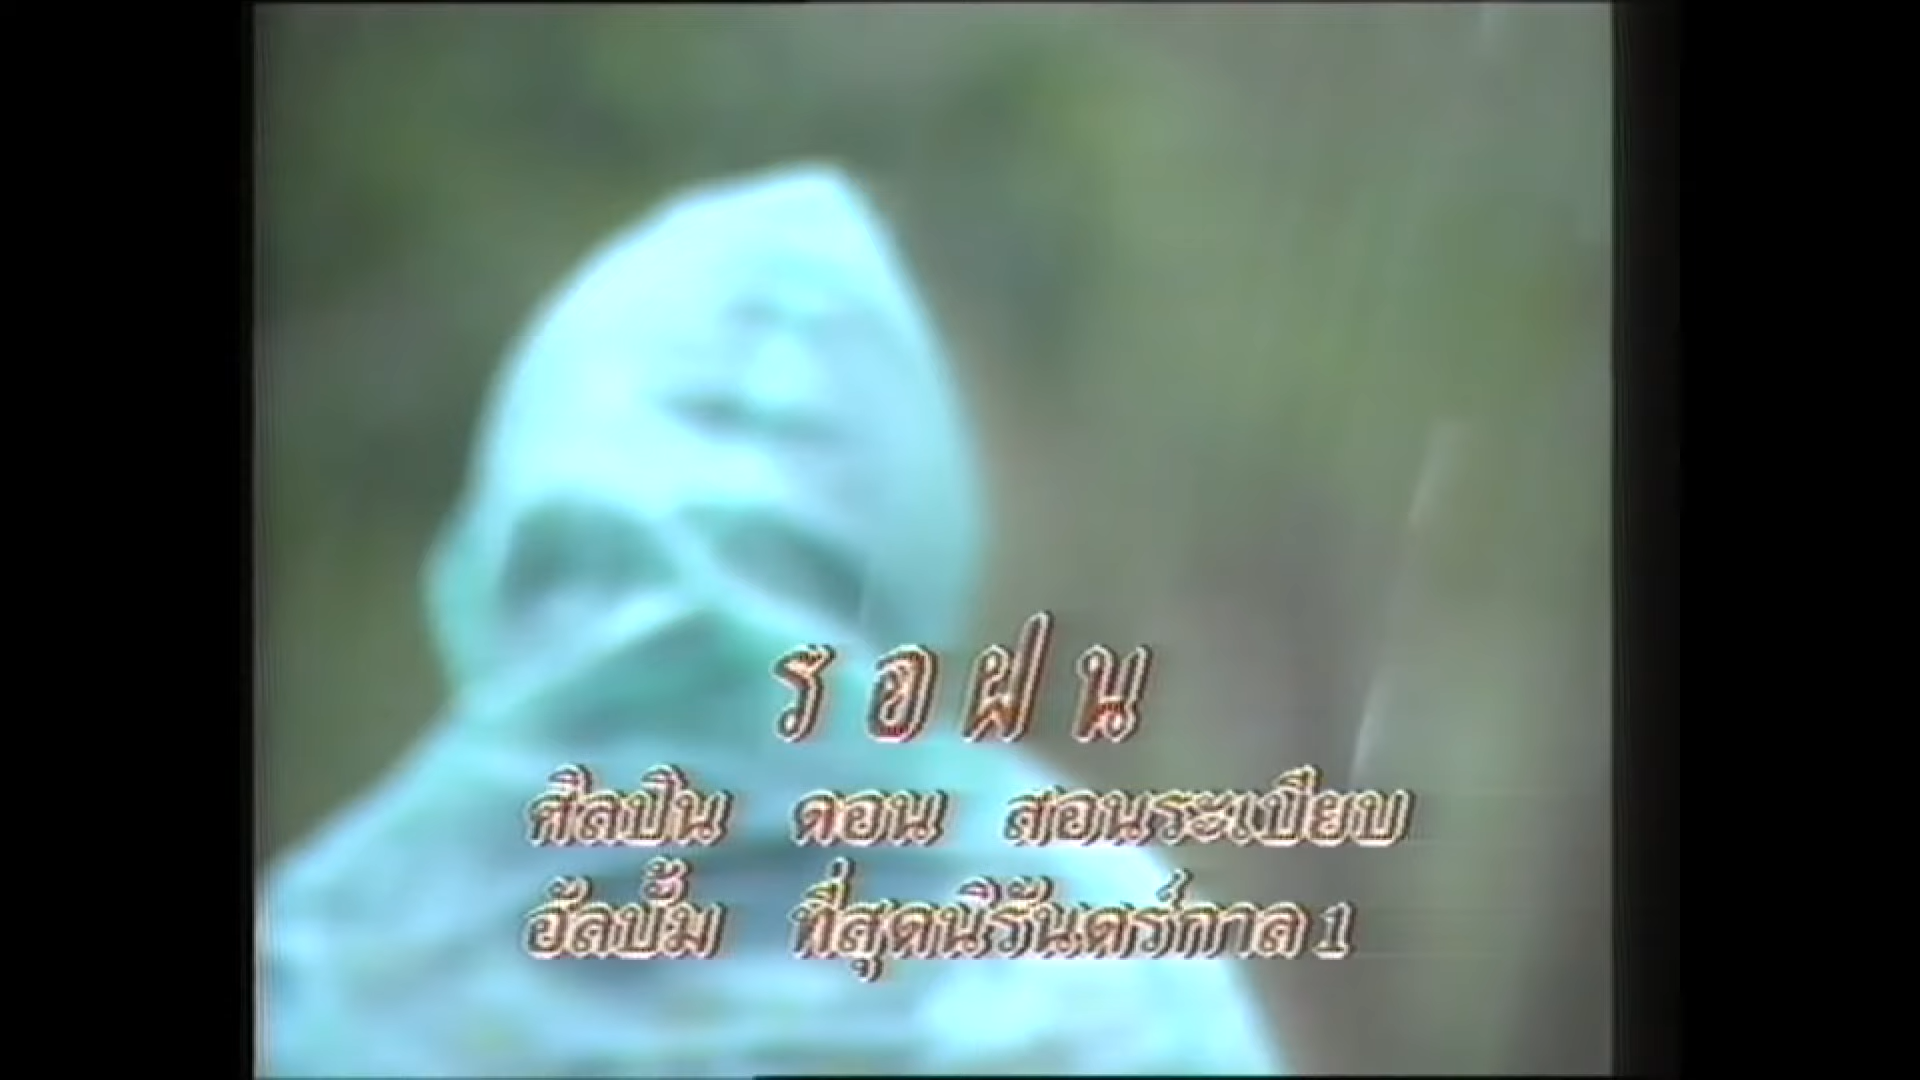 รอฝน
ศิลปิน ดอน สอนระเบียบ
อัลบั้ม ที่สุดนิรันดร์กาล 1